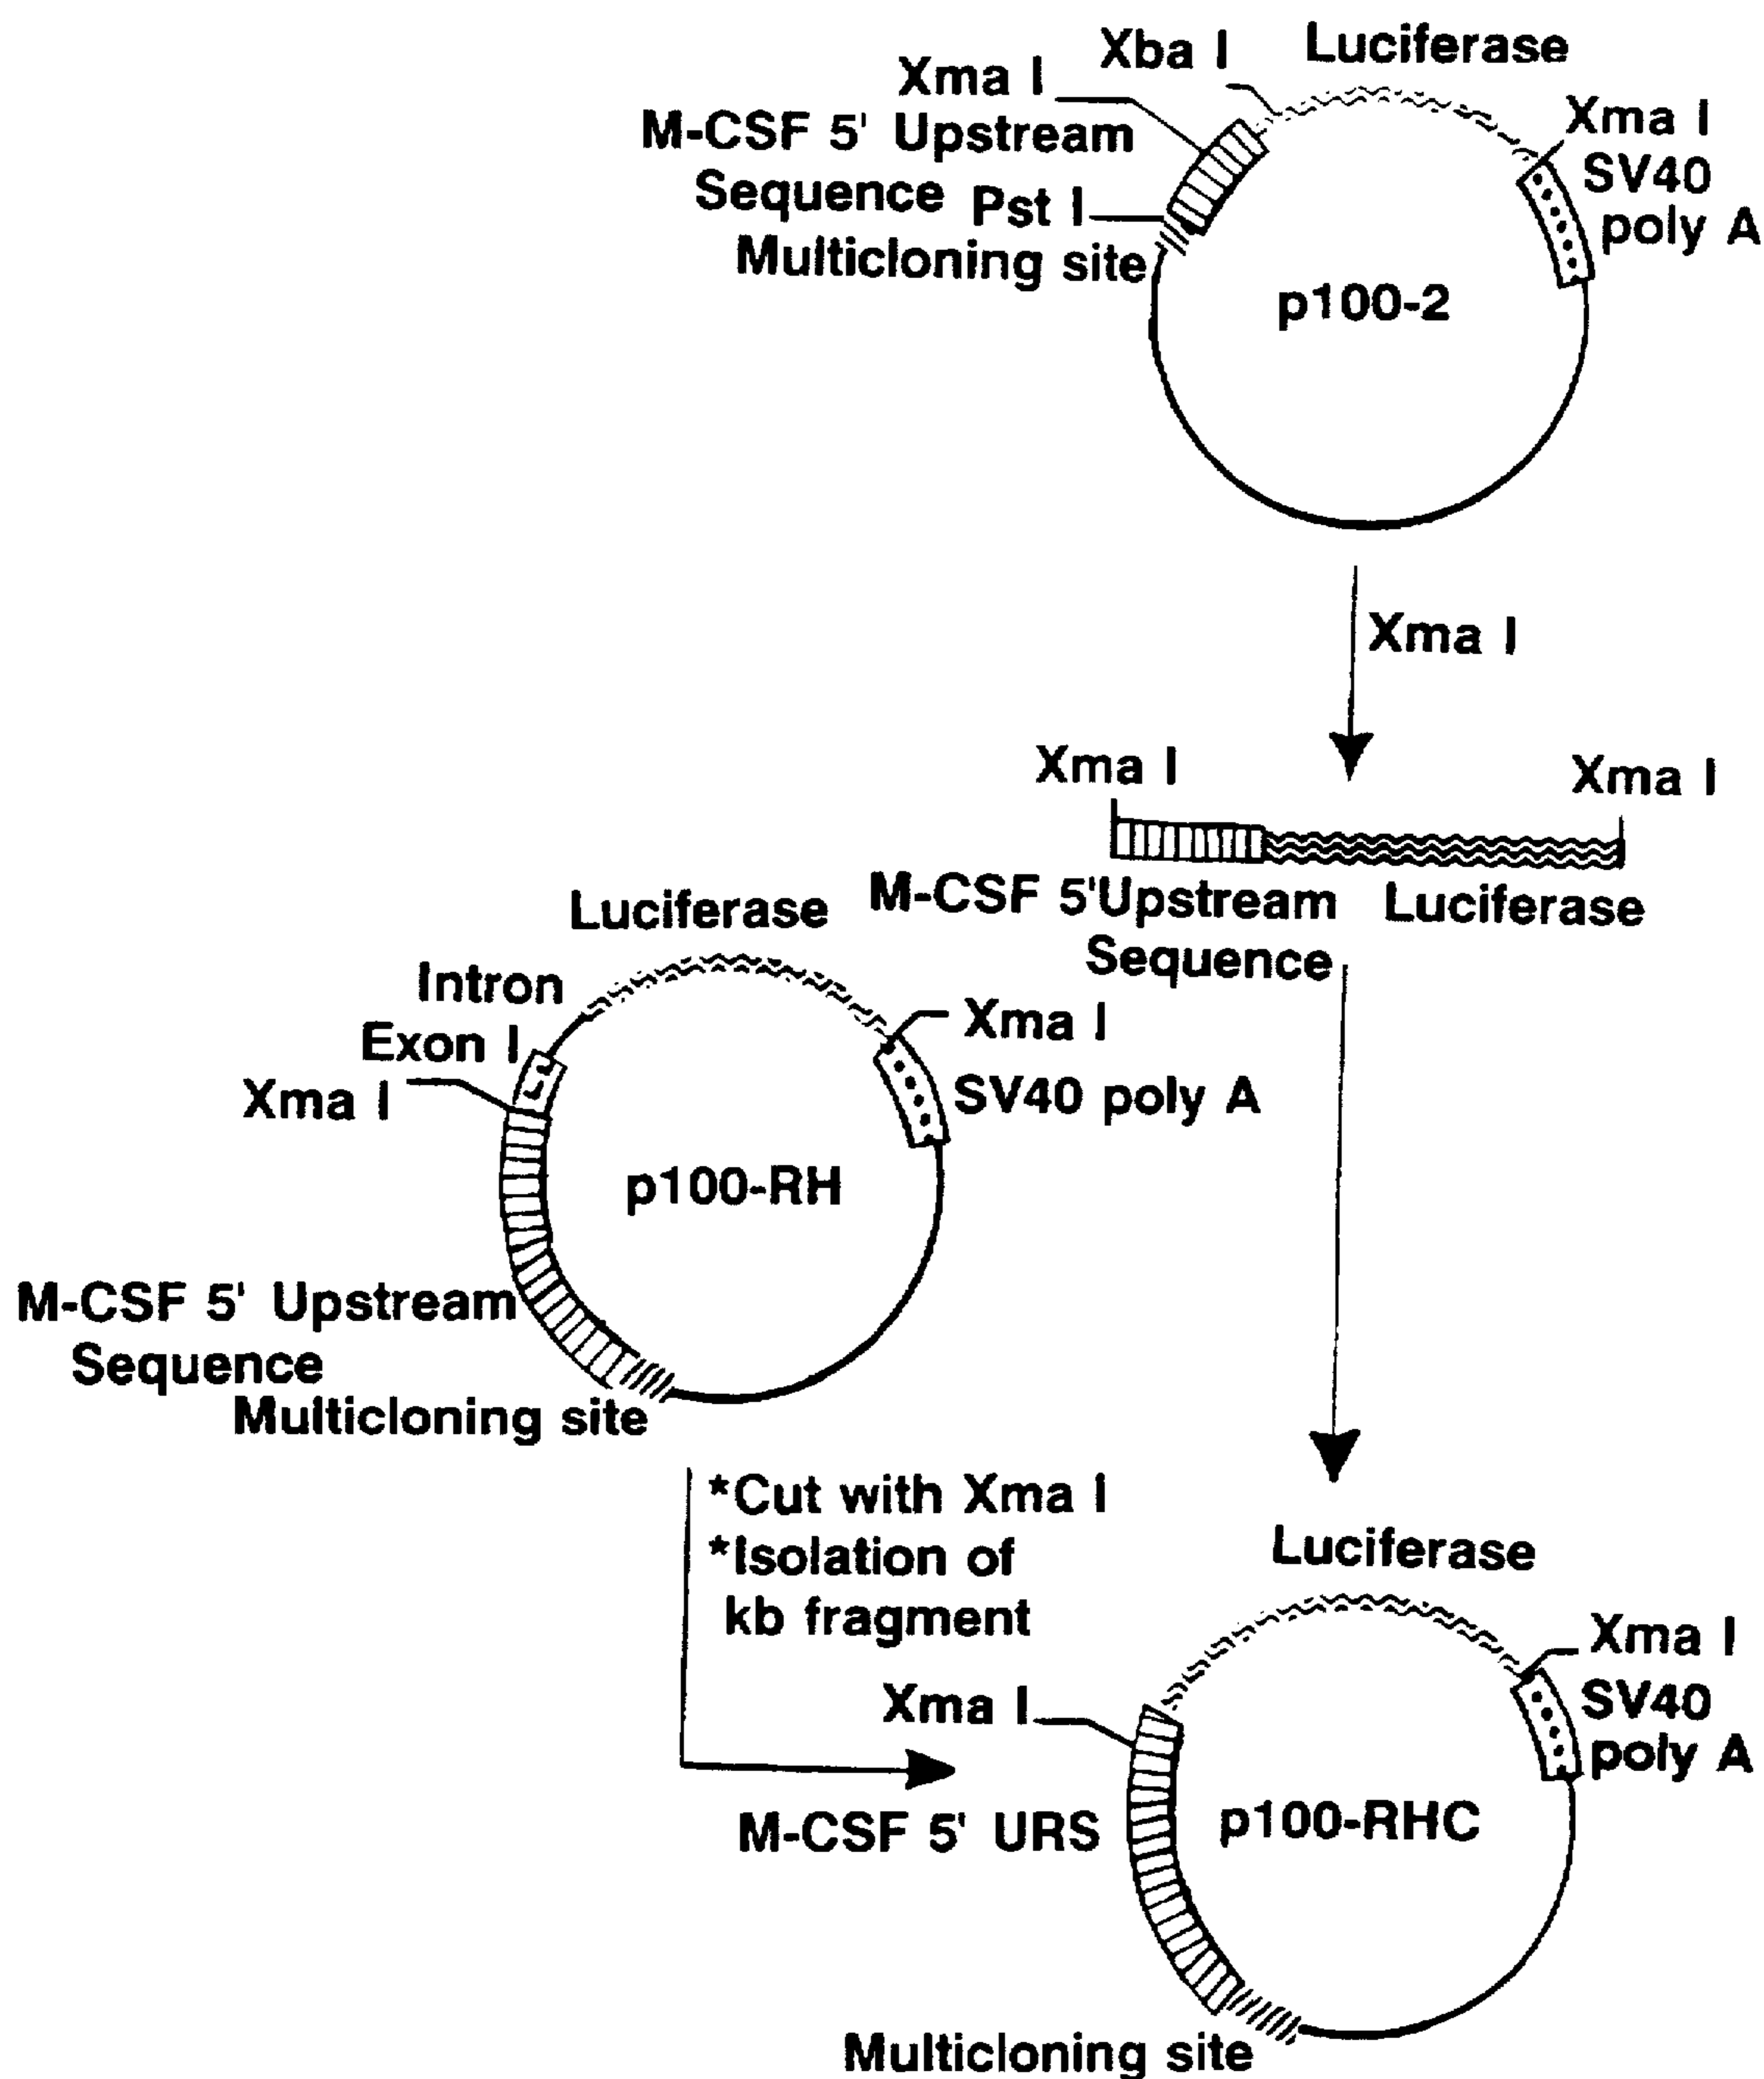 Xma I
Xba I
Luciferase
M-CSF 5' Upstream
Sequence
Pst I
Multicloning site
Xma I
SV40
poly A
p100-2
Xma I
Xma I
Xma I
M-CSF 5'Upstream
Sequence
Luciferase
Luciferase
Intron
Exon I
Xma I
Xma I
SV40 poly A
p100-RH
M-CSF 5' Upstream
Sequence
Multicloning site
*Cut with Xma I
*Isolation of
kb fragment
Luciferase
Xma I
Xma I
SV40
poly A
M-CSF 5' URS
p100-RHC
Multicloning site